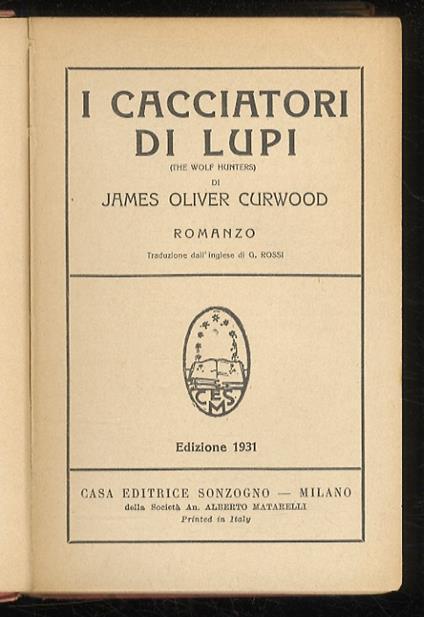 I CACCIATORI
DI LUPI
(THE WOLF HUNTERS)
DI
JAMES OLIVER CURWOOD
ROMANZO
Traduzione dall'inglese di G. ROSSI
CES
M
Edizione 1931
CASA EDITRICE SONZOGNO — MILANO
della Società An. ALBERTO MATARELLI
Printed in Italy